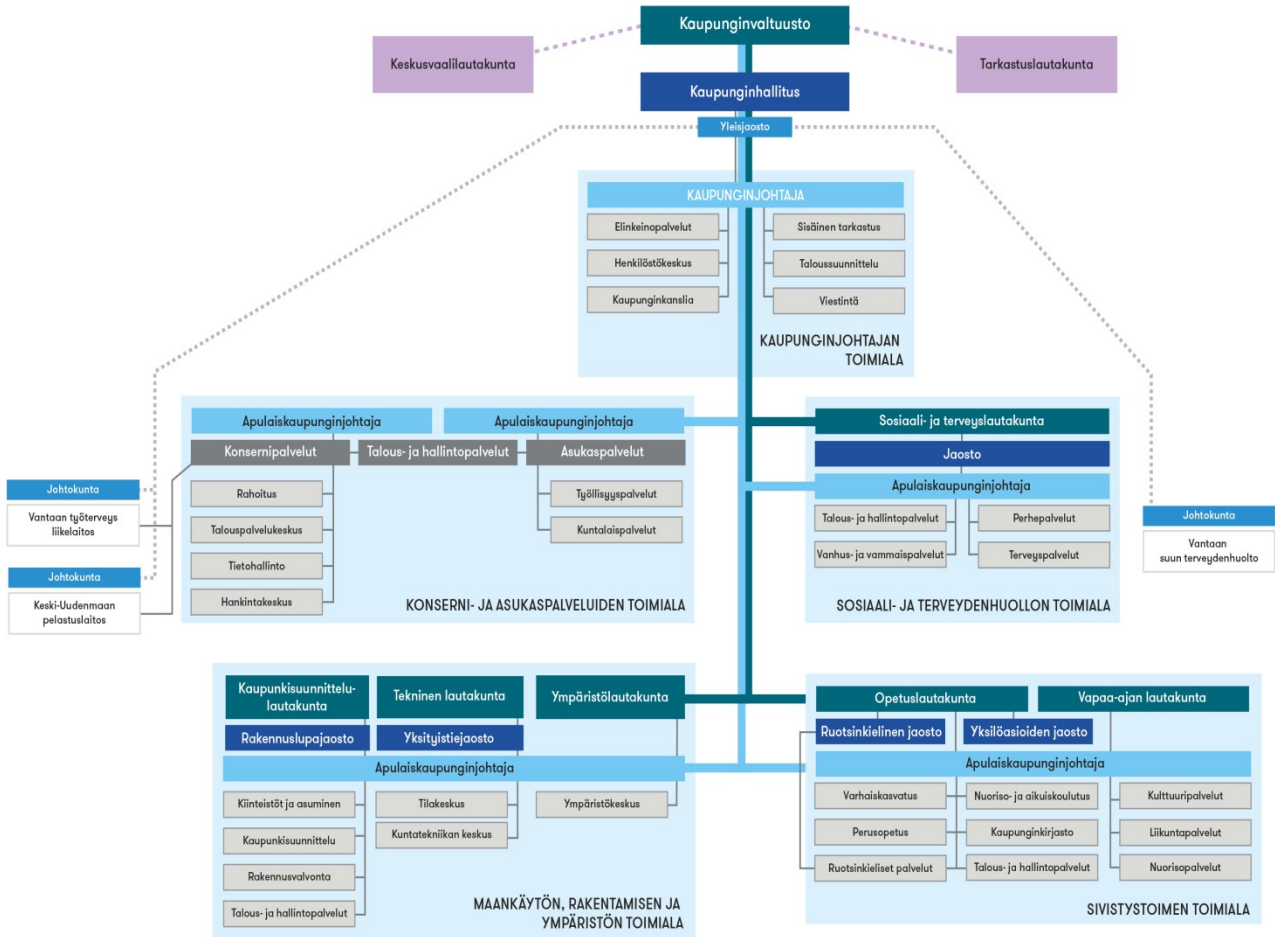 Kaupunginvaltuusto
Keskusvaalilautakunta
Tarkastuslautakunta
Kaupunginhallitus
Yleisjaosto
KAUPUNGINJOHTAJA
Elinkeinopalvelut
Henkilöstökeskus
Kaupunginkanslia
Sisäinen tarkastus
Taloussuunnittelu
Viestintä
KAUPUNGINJOHTAJAN
TOIMIALA
Apulaiskaupunginjohtaja
Apulaiskaupunginjohtaja
Konsernipalvelut
Talous- ja hallintopalvelut
Asukaspalvelut
Rahoitus
Talouspalvelukeskus
Tietohallinto
Hankintakeskus
Työllisyyspalvelut
Kuntalaispalvelut
KONSERNI- JA ASUKASPALVELUIDEN TOIMIALA
Johtokunta
Vantaan työterveys
liikelaitos
Johtokunta
Keski-Uudenmaan
pelastuslaitos
Sosiaali- ja terveyslautakunta
Jaosto
Apulaiskaupunginjohtaja
Talous- ja hallintopalvelut
Vanhus- ja vammaispalvelut
Perhepalvelut
Terveyspalvelut
SOSIAALI- JA TERVEYDENHUOLLON TOIMIALA
Johtokunta
Vantaan
suun terveydenhuolto
Kaupunkisuunnittelu-
lautakunta
Tekninen lautakunta
Ympäristölautakunta
Rakennuslupajaosto
Yksityistiejaosto
Apulaiskaupunginjohtaja
Kiinteistöt ja asuminen
Kaupunkisuunnittelu
Rakennusvalvonta
Talous- ja hallintopalvelut
Tilakeskus
Kuntatekniikan keskus
Ympäristökeskus
MAANKÄYTÖN, RAKENTAMISEN JA
YMPÄRISTÖN TOIMIALA
Opetuslautakunta
Vapaa-ajan lautakunta
Ruotsinkielinen jaosto
Yksilöasioiden jaosto
Apulaiskaupunginjohtaja
Varhaiskasvatus
Perusopetus
Ruotsinkieliset palvelut
Nuoriso- ja aikuiskoulutus
Kaupunginkirjasto
Talous- ja hallintopalvelut
Kulttuuripalvelut
Liikuntapalvelut
Nuorisopalvelut
SIVISTYSTOIMEN TOIMIALA